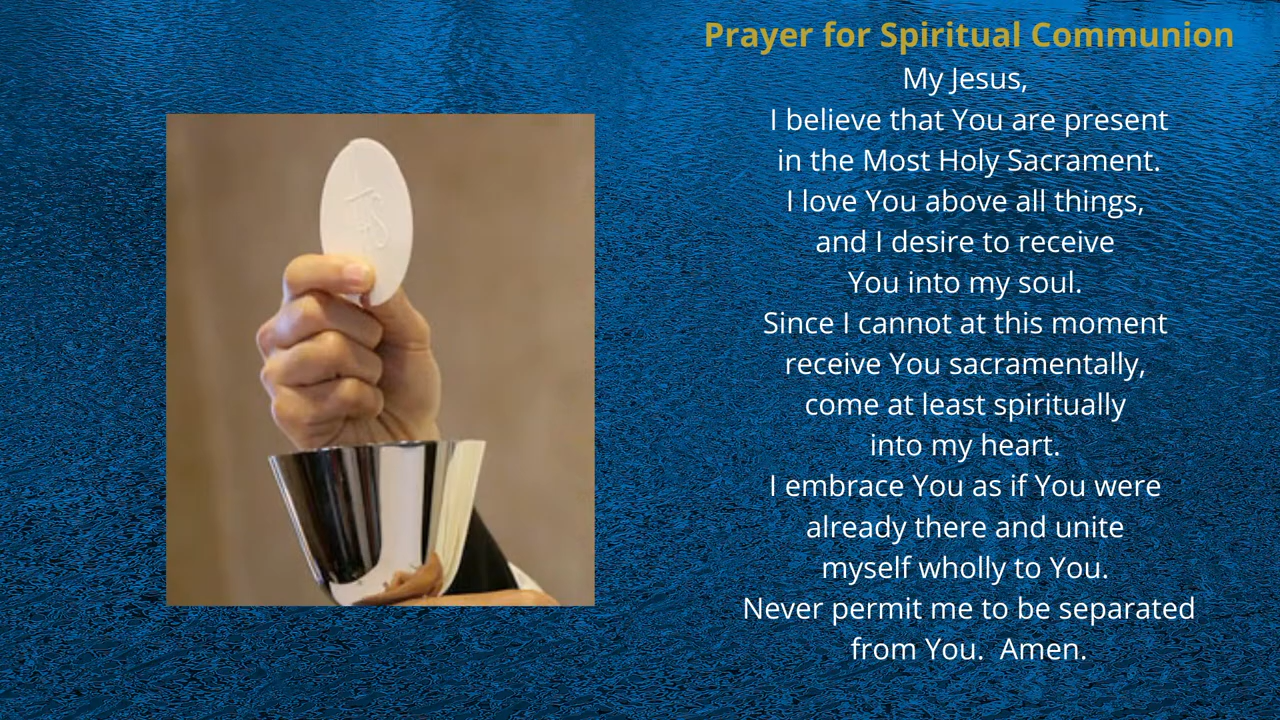 Prayer for Spiritual Communion
My Jesus,
I believe that You are present
in the Most Holy Sacrament.
I love You above all things,
and I desire to receive
You into my soul.
Since I cannot at this moment
receive You sacramentally,
come at least spiritually
into my heart.
I embrace You as if You were
already there and unite
myself wholly to You.
Never permit me to be separated
from You.  Amen.